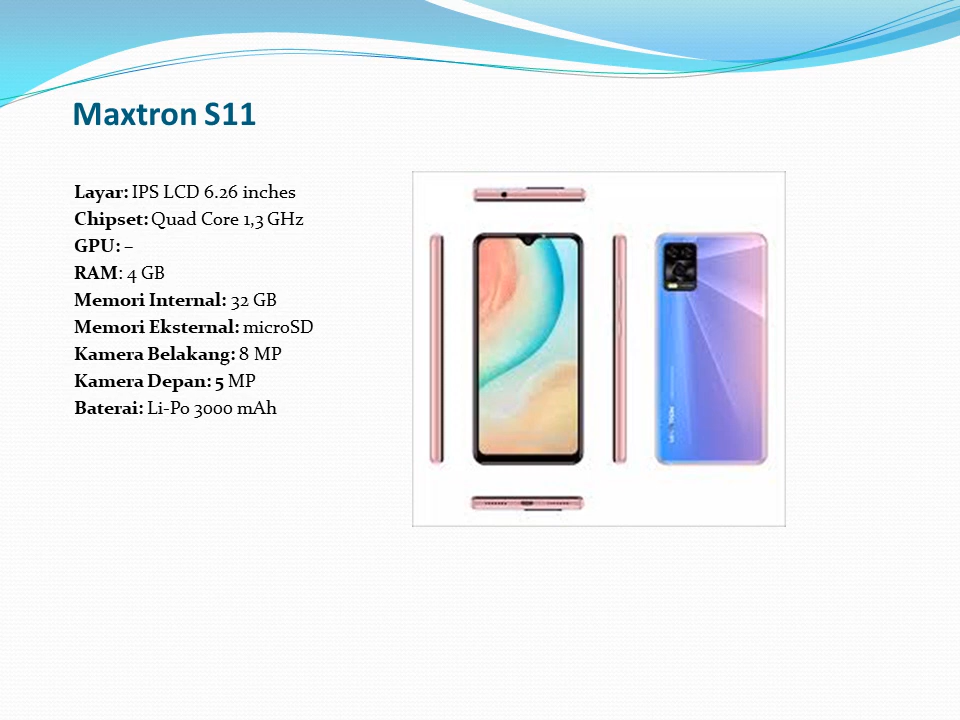 Maxtron S11
Layar: IPS LCD 6.26 inches
Chipset: Quad Core 1,3 GHz
GPU: –
RAM: 4 GB
Memori Internal: 32 GB
Memori Eksternal: microSD
Kamera Belakang: 8 MP
Kamera Depan: 5 MP
Baterai: Li-Po 3000 mAh